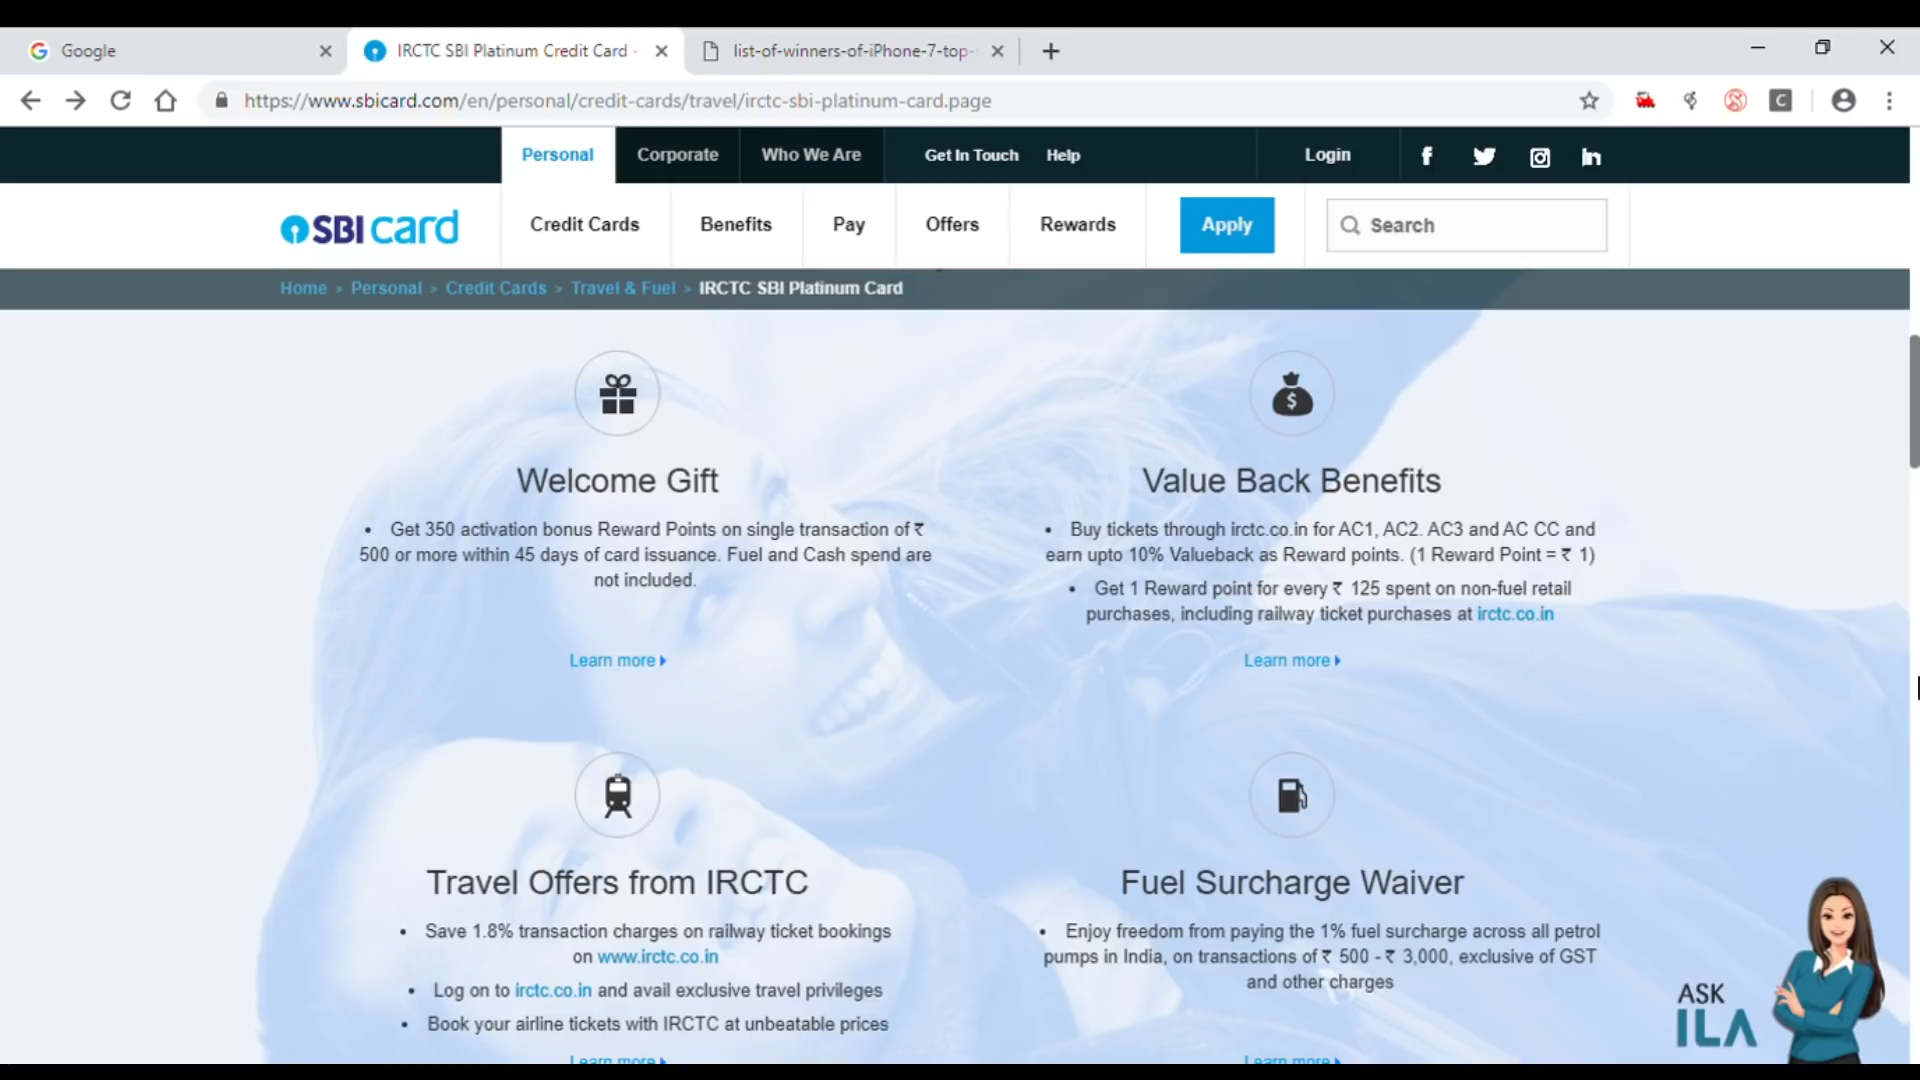 Google
IRCTC SBI Platinum Credit Card -
list-of-winners-of-iPhone-7-top-
https://www.sbicard.com/en/personal/credit-cards/travel/irctc-sbi-platinum-card.page
Personal Corporate Who We Are Get In Touch Help Login
SBI card Credit Cards Benefits Pay Offers Rewards Apply Search
Home > Personal > Credit Cards > Travel & Fuel > IRCTC SBI Platinum Card
Welcome Gift
• Get 350 activation bonus Reward Points on single transaction of ₹
500 or more within 45 days of card issuance. Fuel and Cash spend are
not included.
Learn more
Value Back Benefits
• Buy tickets through irctc.co.in for AC1, AC2. AC3 and AC CC and
earn upto 10% Valueback as Reward points. (1 Reward Point = ₹ 1)
• Get 1 Reward point for every ₹ 125 spent on non-fuel retail
purchases, including railway ticket purchases at irctc.co.in
Learn more
Travel Offers from IRCTC
• Save 1.8% transaction charges on railway ticket bookings
on www.irctc.co.in
• Log on to irctc.co.in and avail exclusive travel privileges
• Book your airline tickets with IRCTC at unbeatable prices
Learn more
Fuel Surcharge Waiver
• Enjoy freedom from paying the 1% fuel surcharge across all petrol
pumps in India, on transactions of ₹ 500 - ₹ 3,000, exclusive of GST
and other charges
Learn more
ASK
ILA